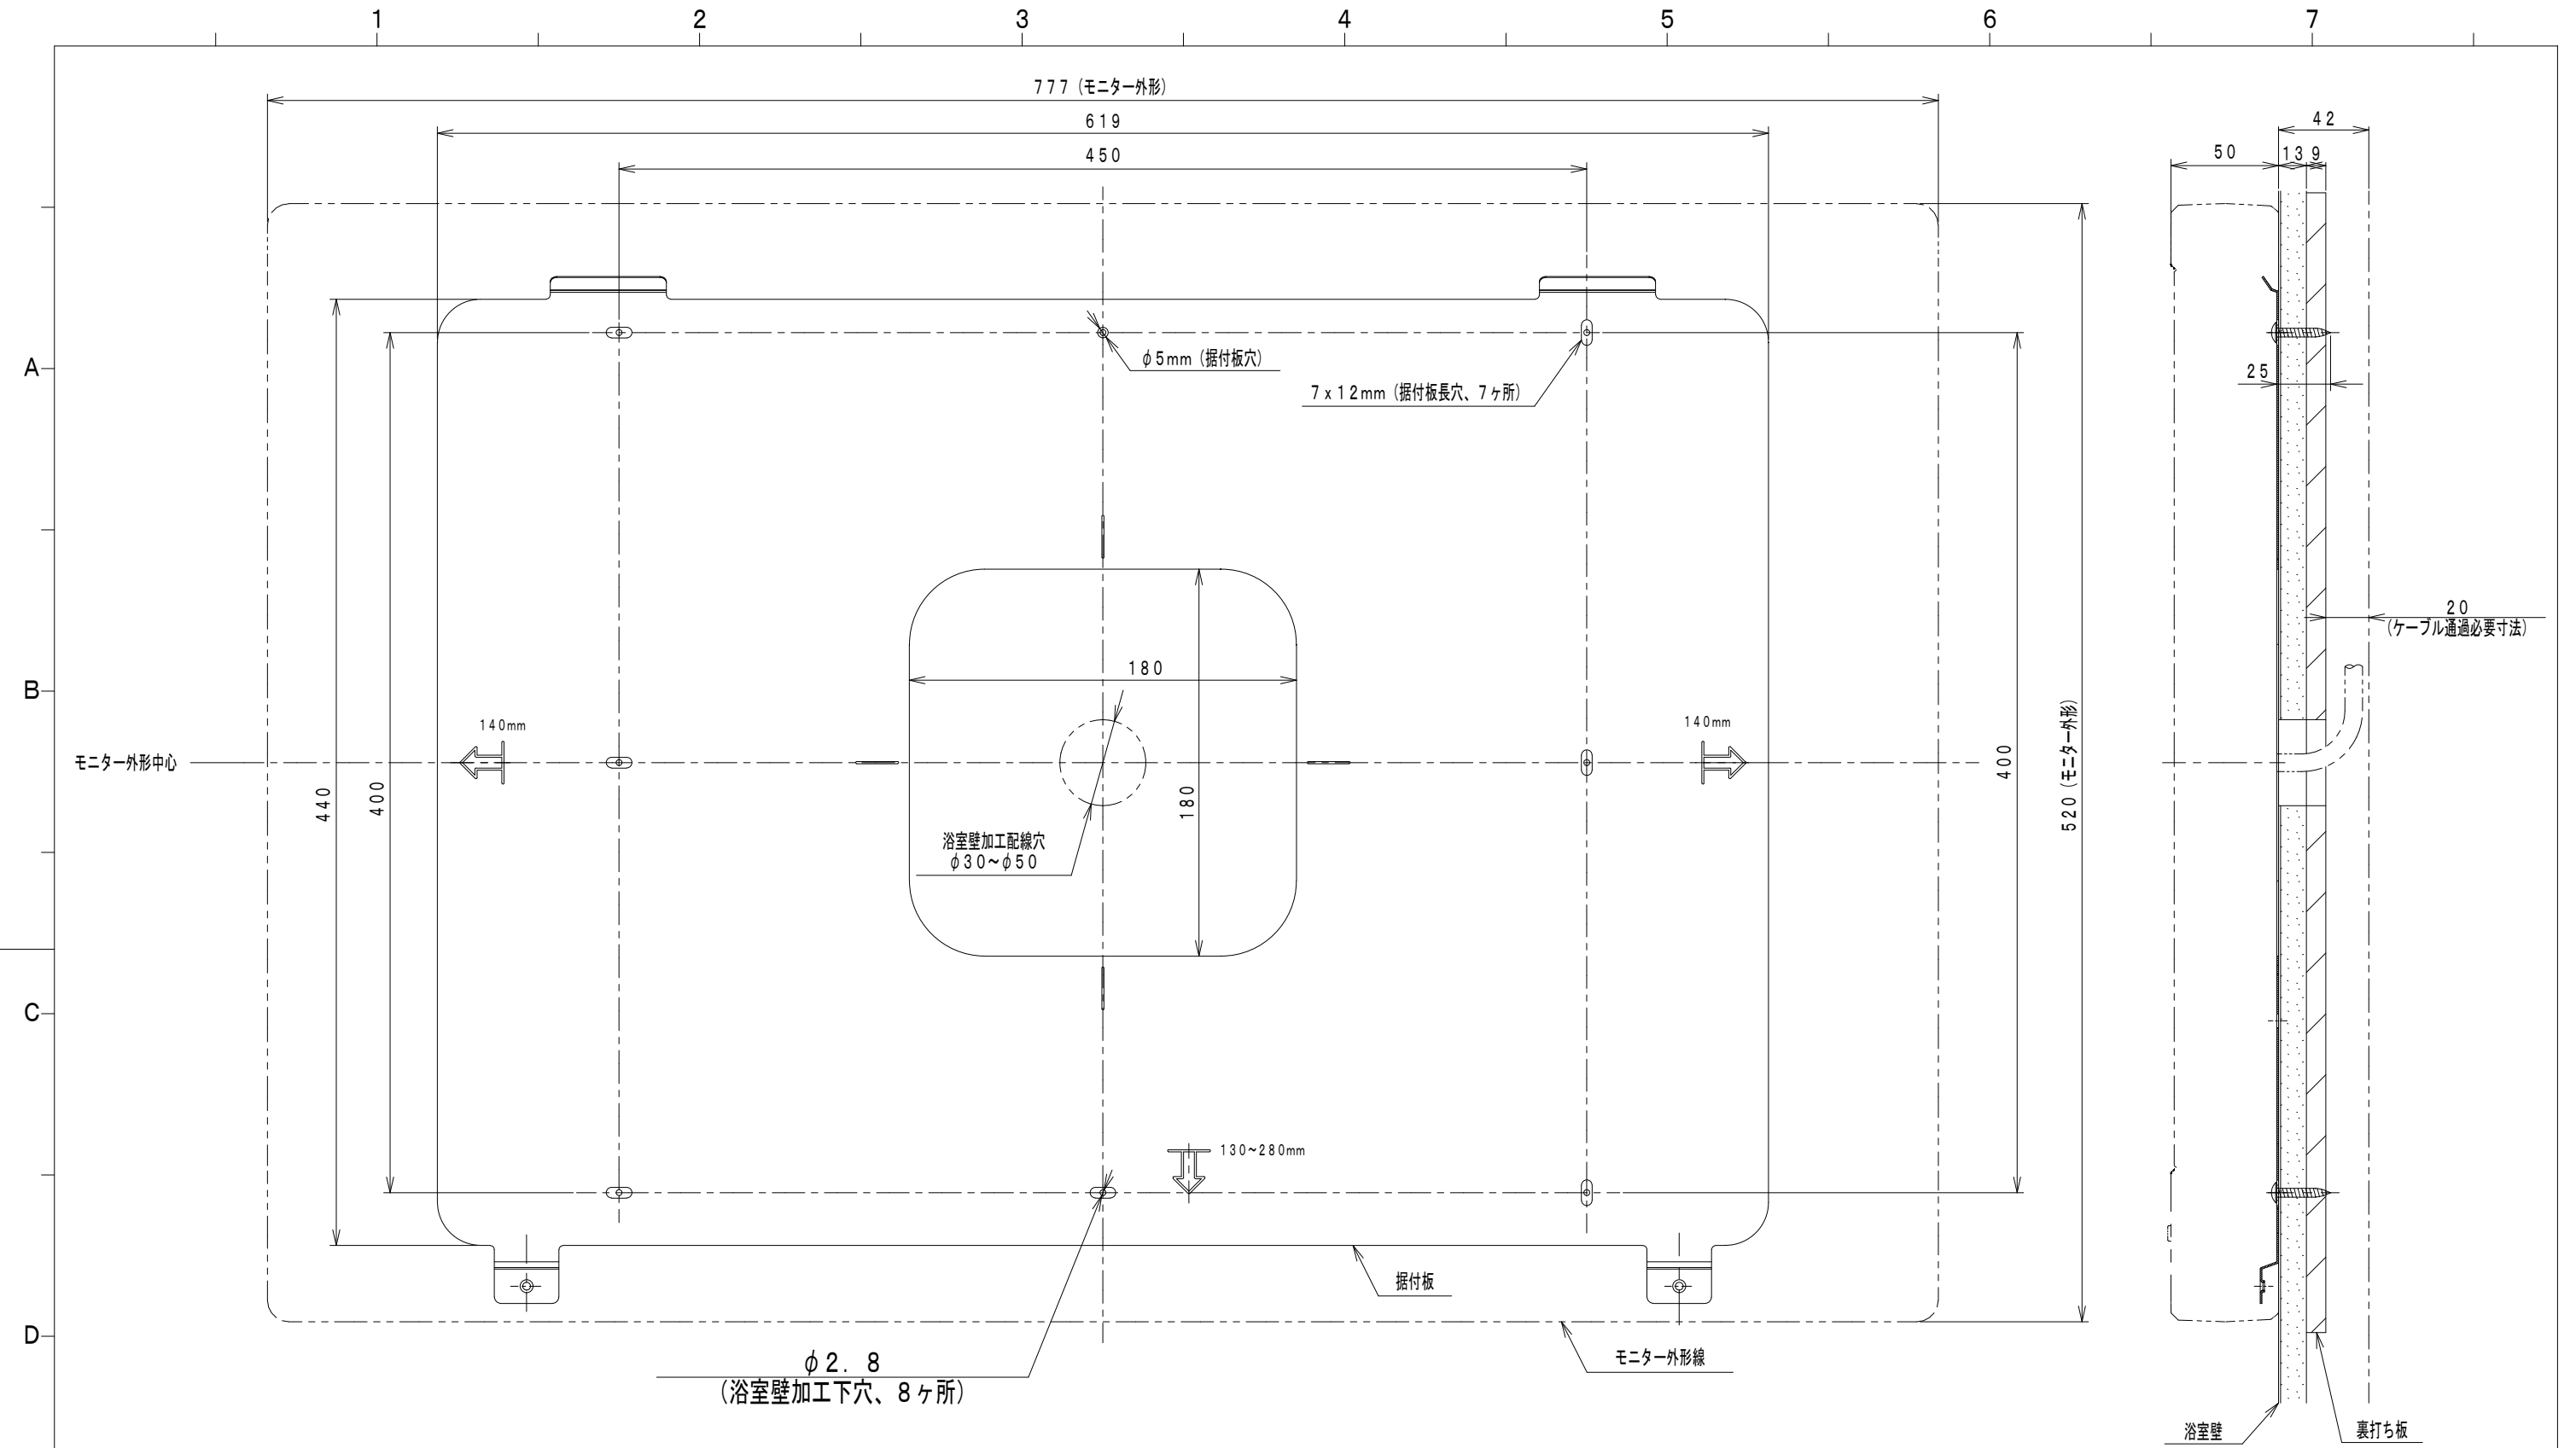 1 2 3 4 5 6 7
777 (モニター外形)
619
42
450
50
13
9
A
φ5mm (据付板穴)
7x12mm (据付板長穴、7ヶ所)
25
20
(ケーブル通過必要寸法)
B
180
140mm
140mm
モニター外形中心
440
400
180
400
520 (モニター外形)
浴室壁加工配線穴
φ30~φ50
C
130~280mm
据付板
D
モニター外形線
φ2.8
(浴室壁加工下穴、8ヶ所)
浴室壁
裏打ち板